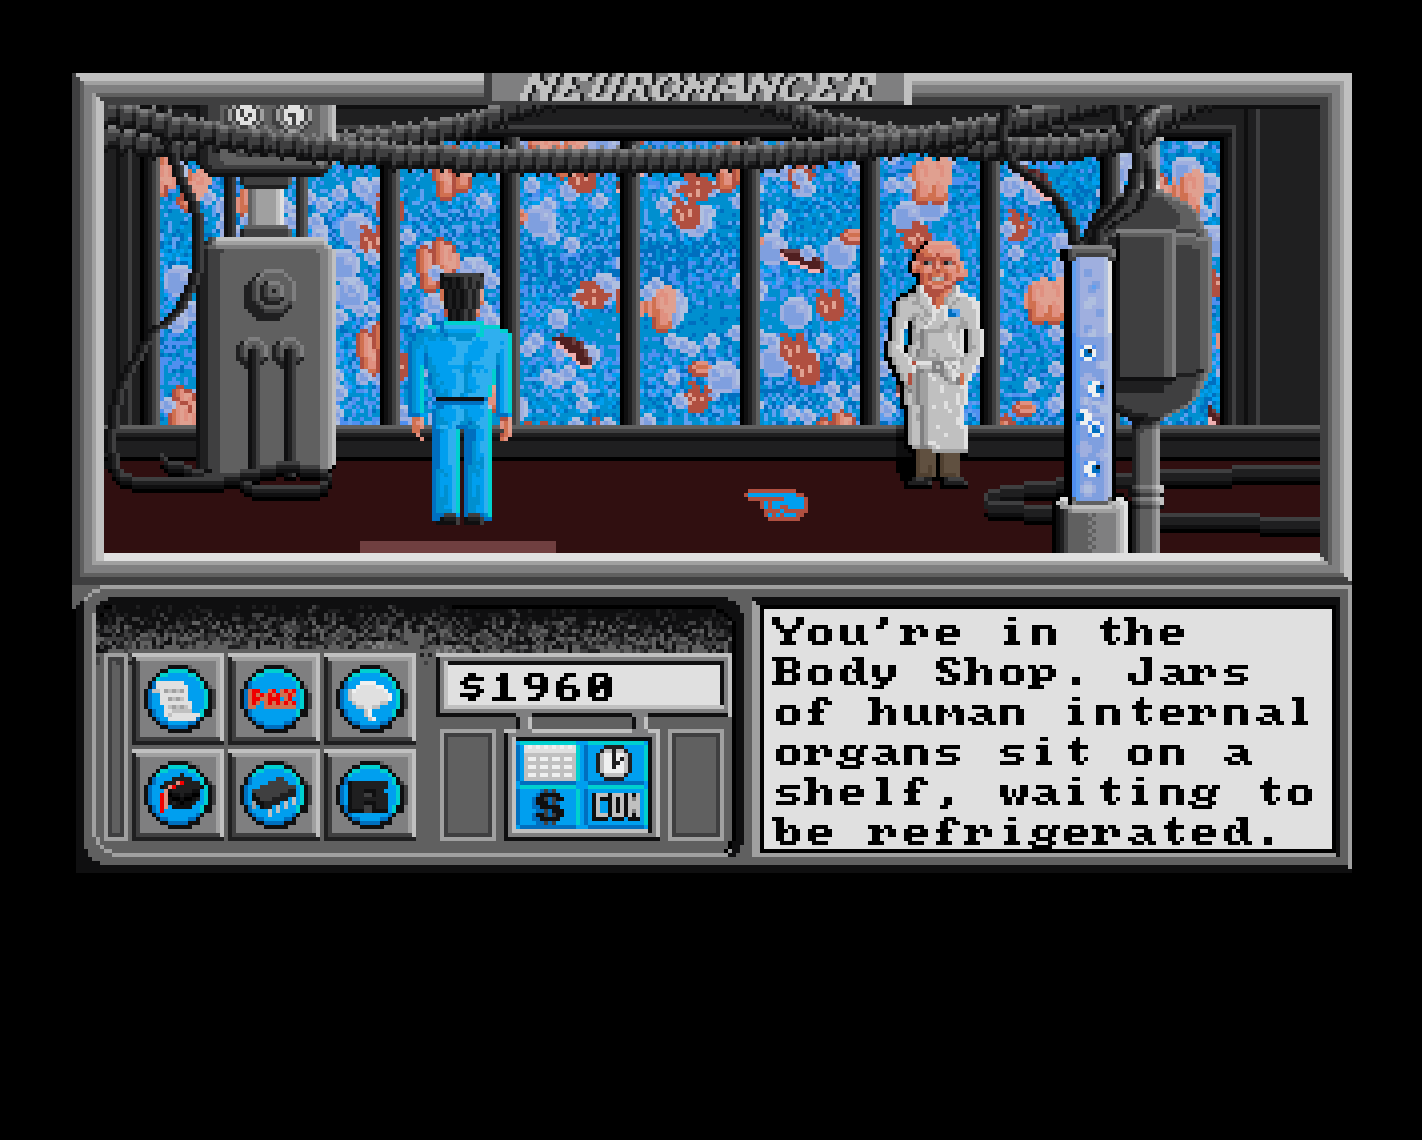 NEUROMANCER
PAX
$1960
$
COM
R
You're in the
Body Shop. Jars
of human internal
organs sit on a
shelf, waiting to
be refrigerated.